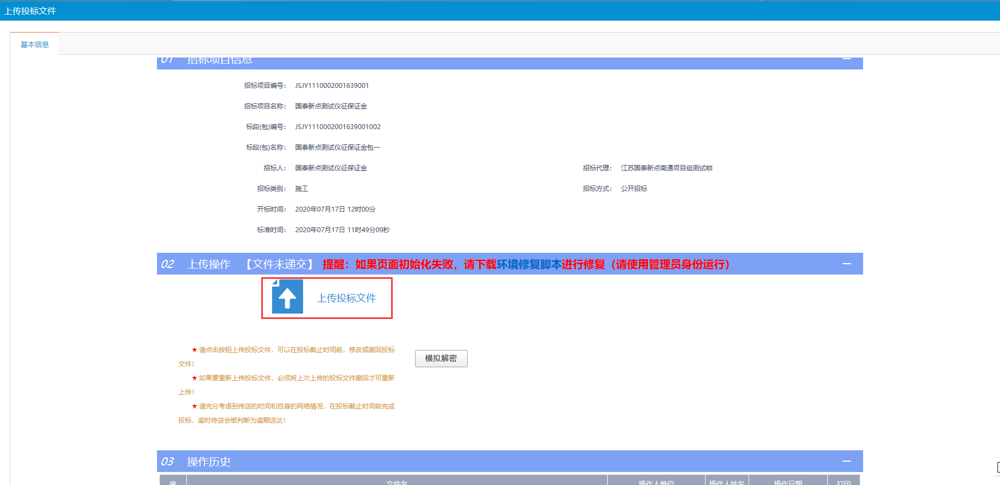 上传投标文件
基本信息
01 招标项目信息
招标项目编号： JSJY1110002001639001
招标项目名称： 国泰新点测试仪征保证金
标段(包)编号： JSJY1110002001639001002
标段(包)名称： 国泰新点测试仪征保证金包一
招标人： 国泰新点测试仪征保证金 招标代理： 江苏国泰新点南通项目组测试锁
招标类别： 施工 招标方式： 公开招标
开标时间： 2020年07月17日 12时00分
标准时间： 2020年07月17日 11时49分09秒
02 上传操作 【文件未递交】 提醒：如果页面初始化失败，请下载环境修复脚本进行修复（请使用管理员身份运行）
上传投标文件
★ 请点击按钮上传投标文件，可以在投标截止时间前，修改或撤回投标
文件！
模拟解密
★ 如果要重新上传投标文件，必须将上次上传的投标文件撤回才可重新
上传！
★ 请充分考虑到传送的时间和自身的网络情况，在投标截止时间前完成
投标，逾时传送会被判断为逾期送达！
03 操作历史
序 文件名 操作人单位 操作人姓名 操作日期 打印